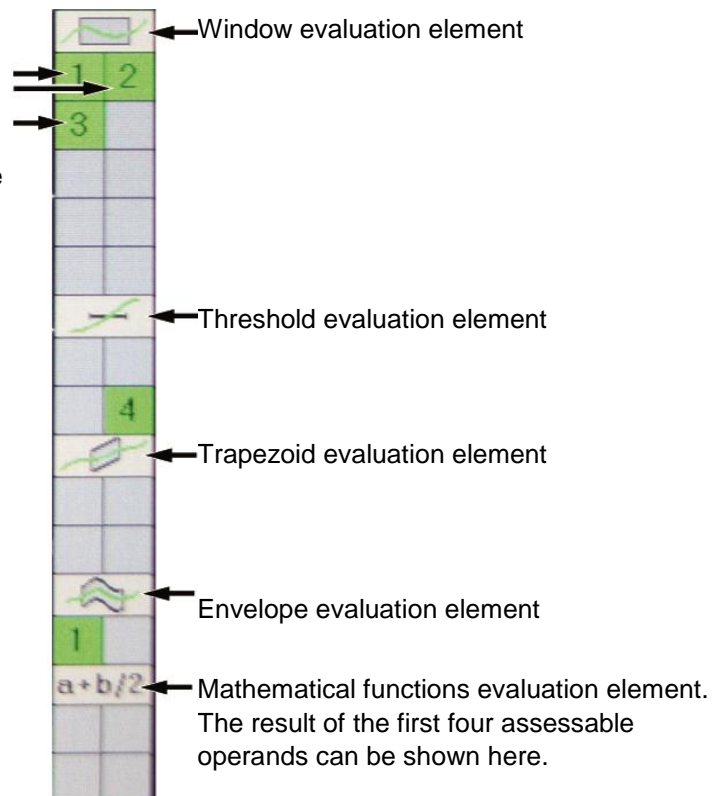 Window evaluation element
1 2
3
Threshold evaluation element
4
Trapezoid evaluation element
Envelope evaluation element
1
a+b/2
Mathematical functions evaluation element.
The result of the first four assessable
operands can be shown here.